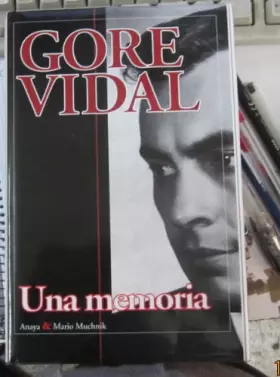 GORE
VIDAL
Una memoria
Anaya & Mario Muchnik